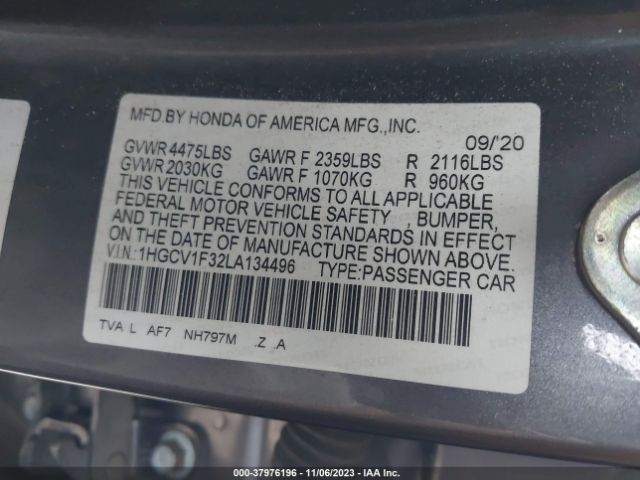 MFD.BY HONDA OF AMERICA MFG.,INC.
09/'20
GVWR 4475LBS GAWR F 2359LBS R 2116LBS
GVWR 2030KG GAWR F 1070KG R 960KG
THIS VEHICLE CONFORMS TO ALL APPLICABLE
FEDERAL MOTOR VEHICLE SAFETY , BUMPER,
AND THEFT PREVENTION STANDARDS IN EFFECT
ON THE DATE OF MANUFACTURE SHOWN ABOVE.
V.I.N.:1HGCV1F32LA134496 TYPE:PASSENGER CAR
TVA L AF7 NH797M .Z .A
000-37976196 - 11/06/2023 - IAA Inc.